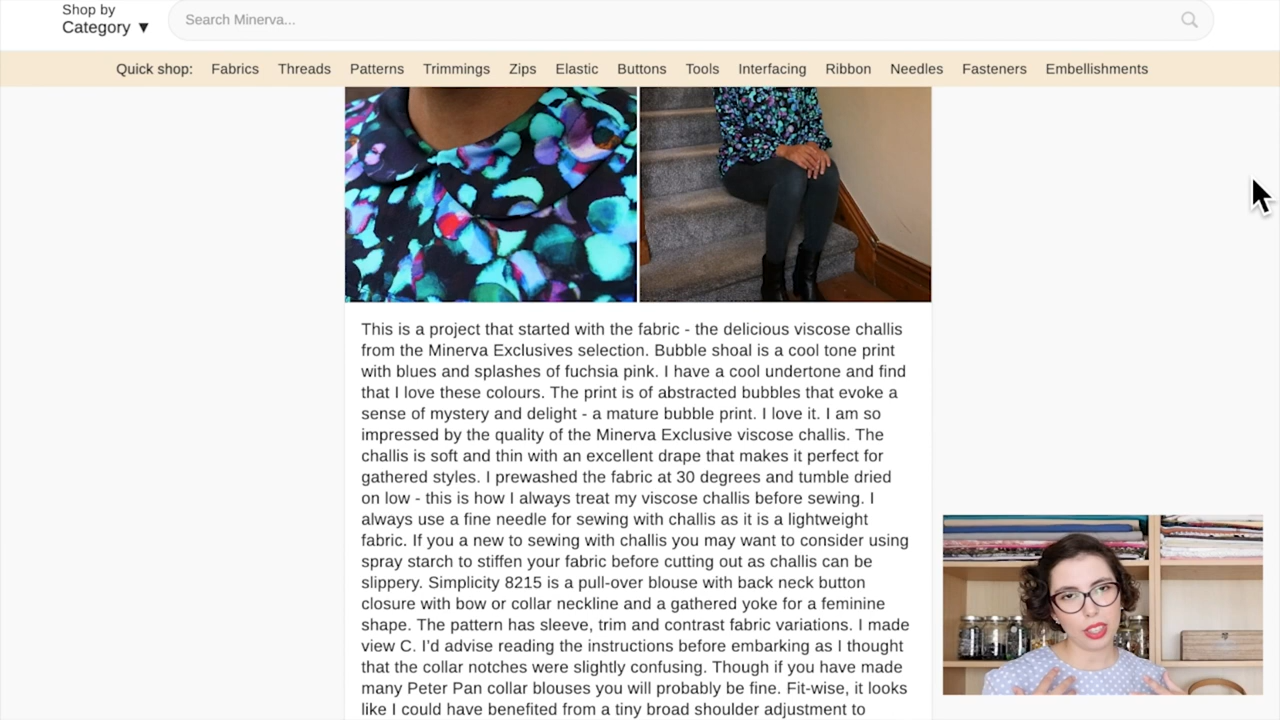 Shop by
Category ▼
Search Minerva...
Quick shop: Fabrics Threads Patterns Trimmings Zips Elastic Buttons Tools Interfacing Ribbon Needles Fasteners Embellishments
This is a project that started with the fabric - the delicious viscose challis
from the Minerva Exclusives selection. Bubble shoal is a cool tone print
with blues and splashes of fuchsia pink. I have a cool undertone and find
that I love these colours. The print is of abstracted bubbles that evoke a
sense of mystery and delight - a mature bubble print. I love it. I am so
impressed by the quality of the Minerva Exclusive viscose challis. The
challis is soft and thin with an excellent drape that makes it perfect for
gathered styles. I prewashed the fabric at 30 degrees and tumble dried
on low - this is how I always treat my viscose challis before sewing. I
always use a fine needle for sewing with challis as it is a lightweight
fabric. If you a new to sewing with challis you may want to consider using
spray starch to stiffen your fabric before cutting out as challis can be
slippery. Simplicity 8215 is a pull-over blouse with back neck button
closure with bow or collar neckline and a gathered yoke for a feminine
shape. The pattern has sleeve, trim and contrast fabric variations. I made
view C. I'd advise reading the instructions before embarking as I thought
that the collar notches were slightly confusing. Though if you have made
many Peter Pan collar blouses you will probably be fine. Fit-wise, it looks
like I could have benefited from a tiny broad shoulder adjustment to